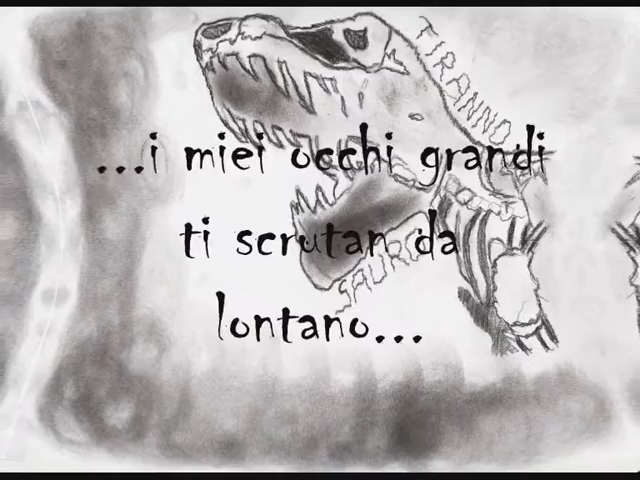 TIRANNO
...i miei occhi grandi
ti scrutan da
SAURO
lontano...